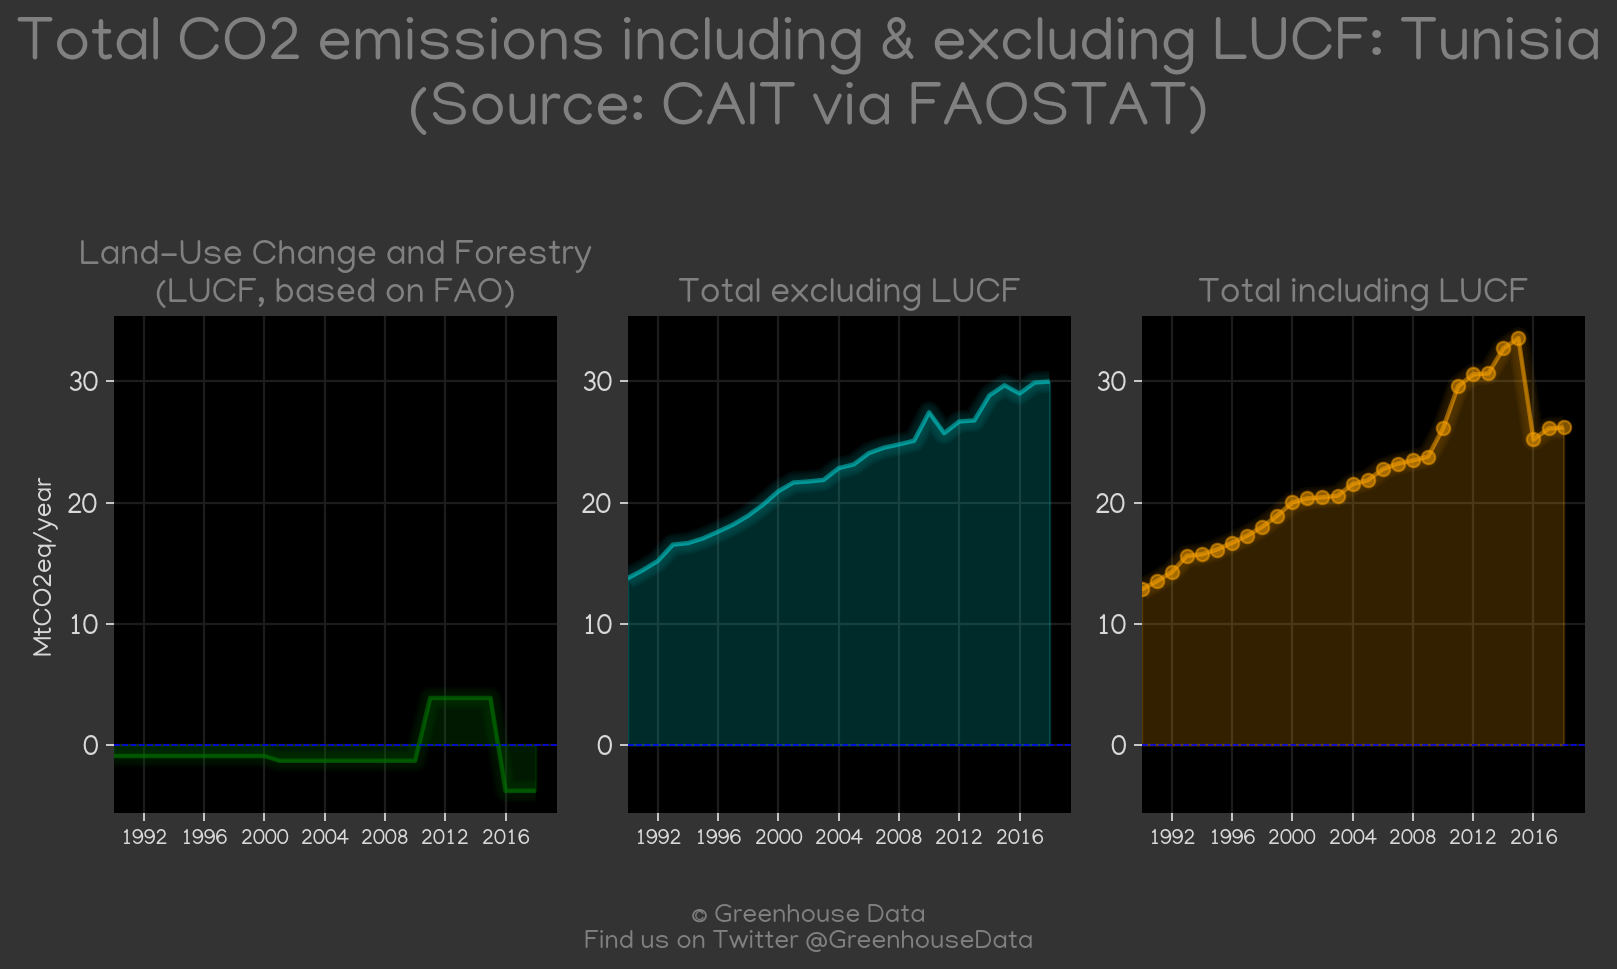 Total CO2 emissions including & excluding LUCF: Tunisia
(Source: CAIT via FAOSTAT)
Land-Use Change and Forestry
(LUCF, based on FAO)
Total excluding LUCF
Total including LUCF
MtCO2eq/year
30
20
10
0
1992 1996 2000 2004 2008 2012 2016
30
20
10
0
1992 1996 2000 2004 2008 2012 2016
30
20
10
0
1992 1996 2000 2004 2008 2012 2016
© Greenhouse Data
Find us on Twitter @GreenhouseData